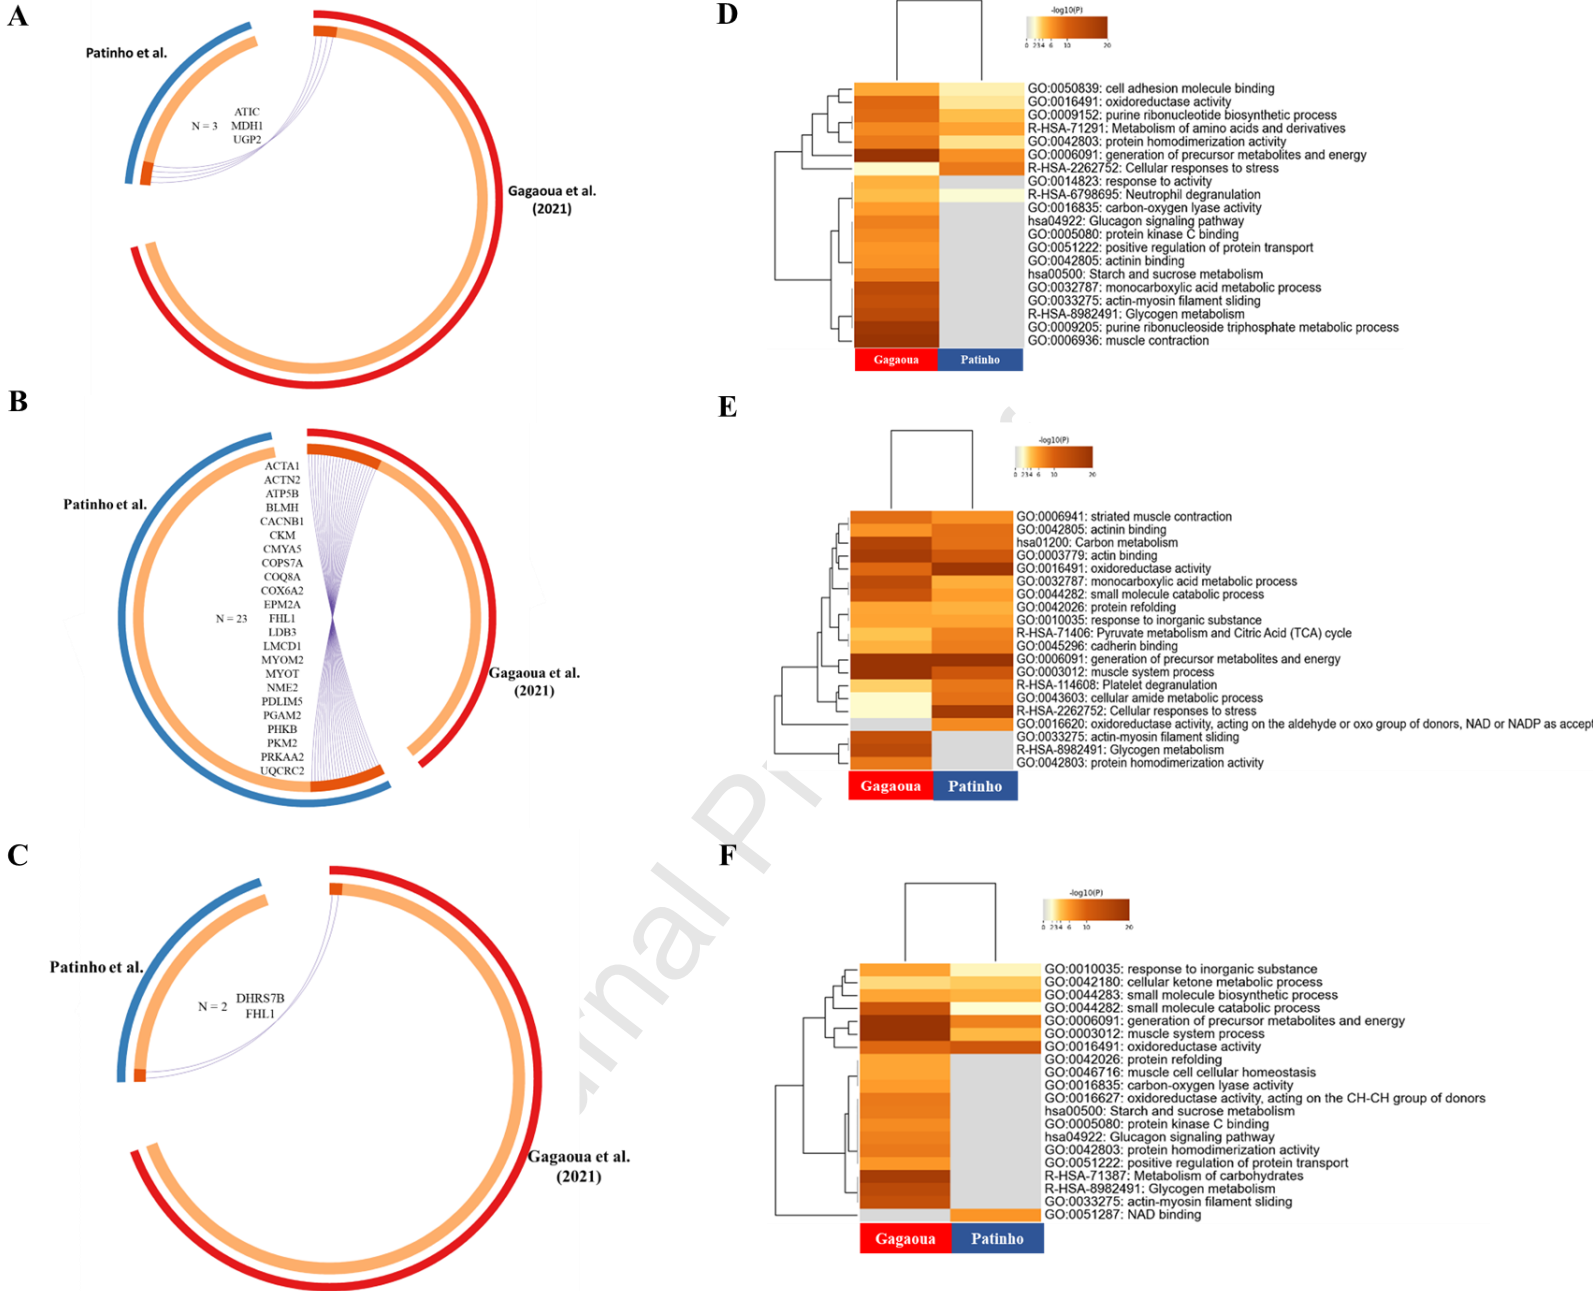 A
Patinho et al.
N = 3
ATIC
MDH1
UGP2
Gagaoua et al.
(2021)
D
-log10(P)
0 2 3 4 6 10 20
GO:0050839: cell adhesion molecule binding
GO:0016491: oxidoreductase activity
GO:0009152: purine ribonucleotide biosynthetic process
R-HSA-71291: Metabolism of amino acids and derivatives
GO:0042803: protein homodimerization activity
GO:0006091: generation of precursor metabolites and energy
R-HSA-2262752: Cellular responses to stress
GO:0014823: response to activity
R-HSA-6798695: Neutrophil degranulation
GO:0016835: carbon-oxygen lyase activity
hsa04922: Glucagon signaling pathway
GO:0005080: protein kinase C binding
GO:0051222: positive regulation of protein transport
GO:0042805: actinin binding
hsa00500: Starch and sucrose metabolism
GO:0032787: monocarboxylic acid metabolic process
GO:0033275: actin-myosin filament sliding
R-HSA-8982491: Glycogen metabolism
GO:0009205: purine ribonucleoside triphosphate metabolic process
GO:0006936: muscle contraction
Gagaoua Patinho
B
Patinho et al.
N = 23
ACTA1
ACTN2
ATP5B
BLMH
CACNB1
CKM
CMYA5
COPS7A
COQ8A
COX6A2
EPM2A
FHL1
LDB3
LMCD1
MYOM2
MYOT
NME2
PDLIM5
PGAM2
PHKB
PKM2
PRKAA2
UQCRC2
Gagaoua et al.
(2021)
E
-log10(P)
0 2 3 4 6 10 20
GO:0006941: striated muscle contraction
GO:0042805: actinin binding
hsa01200: Carbon metabolism
GO:0003779: actin binding
GO:0016491: oxidoreductase activity
GO:0032787: monocarboxylic acid metabolic process
GO:0044282: small molecule catabolic process
GO:0042026: protein refolding
GO:0010035: response to inorganic substance
R-HSA-71406: Pyruvate metabolism and Citric Acid (TCA) cycle
GO:0045296: cadherin binding
GO:0006091: generation of precursor metabolites and energy
GO:0003012: muscle system process
R-HSA-114608: Platelet degranulation
GO:0043603: cellular amide metabolic process
R-HSA-2262752: Cellular responses to stress
GO:0016620: oxidoreductase activity, acting on the aldehyde or oxo group of donors, NAD or NADP as accept
GO:0033275: actin-myosin filament sliding
R-HSA-8982491: Glycogen metabolism
GO:0042803: protein homodimerization activity
Gagaoua Patinho
C
Patinho et al.
N = 2
DHRS7B
FHL1
Gagaoua et al.
(2021)
F
-log10(P)
0 2 3 4 6 10 20
GO:0010035: response to inorganic substance
GO:0042180: cellular ketone metabolic process
GO:0044283: small molecule biosynthetic process
GO:0044282: small molecule catabolic process
GO:0006091: generation of precursor metabolites and energy
GO:0003012: muscle system process
GO:0016491: oxidoreductase activity
GO:0042026: protein refolding
GO:0046716: muscle cell cellular homeostasis
GO:0016835: carbon-oxygen lyase activity
GO:0016627: oxidoreductase activity, acting on the CH-CH group of donors
hsa00500: Starch and sucrose metabolism
GO:0005080: protein kinase C binding
hsa04922: Glucagon signaling pathway
GO:0042803: protein homodimerization activity
GO:0051222: positive regulation of protein transport
R-HSA-71387: Metabolism of carbohydrates
R-HSA-8982491: Glycogen metabolism
GO:0033275: actin-myosin filament sliding
GO:0051287: NAD binding
Gagaoua Patinho